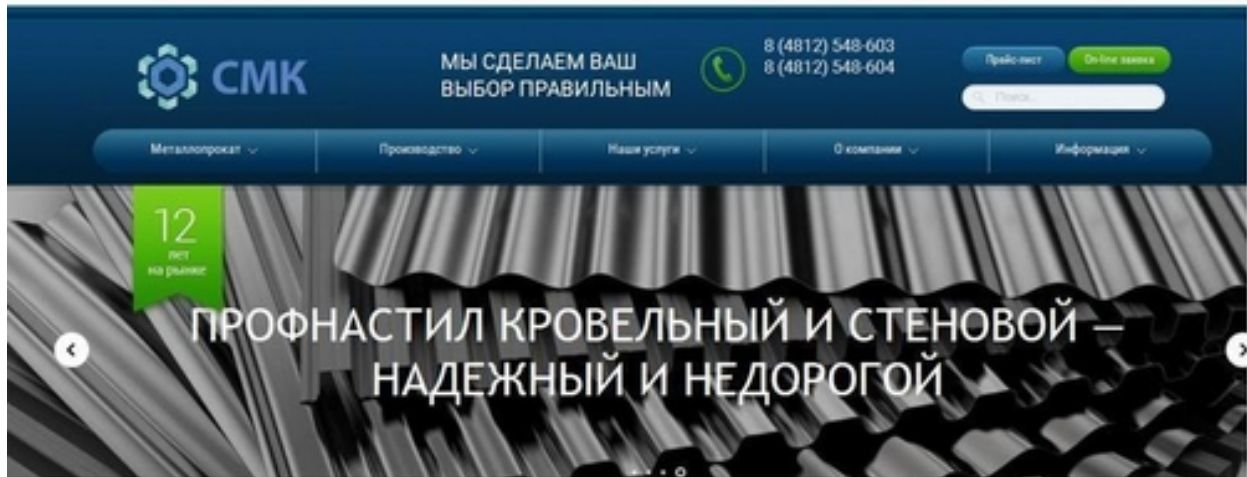 СМК
МЫ СДЕЛАЕМ ВАШ
ВЫБОР ПРАВИЛЬНЫМ
8 (4812) 548-603
8 (4812) 548-604
Прайс-лист
On-line заявка
Поиск...
Металлопрокат
Производство
Наши услуги
О компании
Информация
12
лет
на рынке
ПРОФНАСТИЛ КРОВЕЛЬНЫЙ И СТЕНОВОЙ –
НАДЕЖНЫЙ И НЕДОРОГОЙ